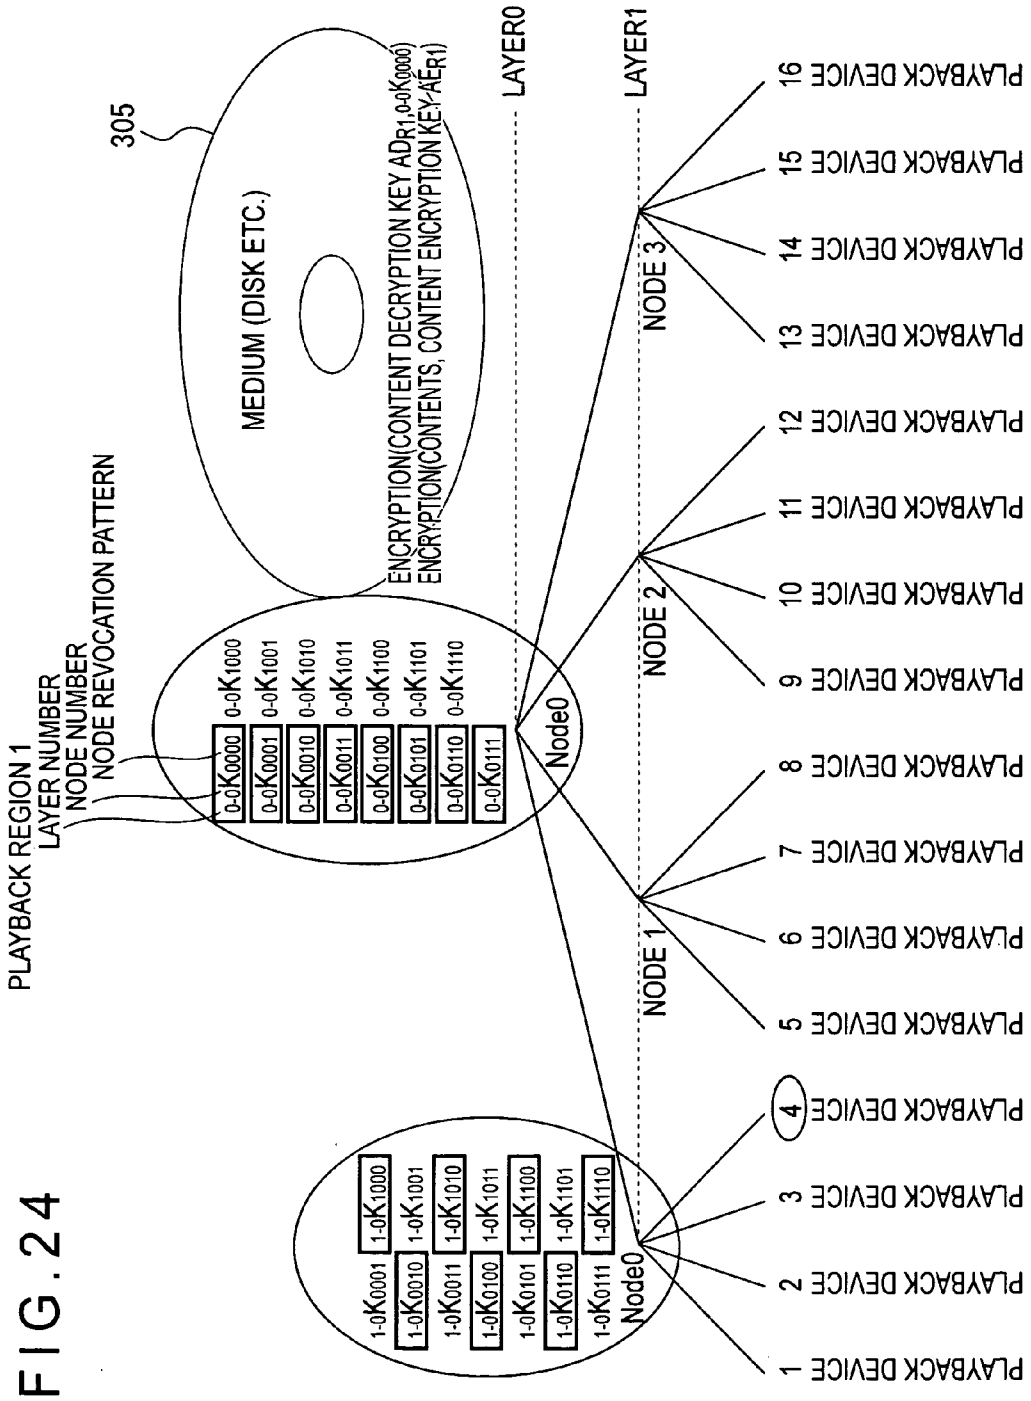 FIG.24
PLAYBACK REGION 1
LAYER NUMBER
NODE NUMBER
NODE REVOCATION PATTERN
305
MEDIUM (DISK ETC.)
ENCRYPTION(CONTENT DECRYPTION KEY ADR1,0-0K0000)
ENCRYPTION(CONTENTS, CONTENT ENCRYPTION KEY AER1)
0-0K0000 0-0K1000
0-0K0001 0-0K1001
0-0K0010 0-0K1010
0-0K0011 0-0K1011
0-0K0100 0-0K1100
0-0K0101 0-0K1101
0-0K0110 0-0K1110
0-0K0111
Node0
LAYER0
1-0K1000
1-0K0001 1-0K1001
1-0K0010 1-0K1010
1-0K0011 1-0K1011
1-0K0100 1-0K1100
1-0K0101 1-0K1101
1-0K0110 1-0K1110
1-0K0111
Node0
NODE 1
NODE 2
NODE 3
LAYER1
1 PLAYBACK DEVICE
2 PLAYBACK DEVICE
3 PLAYBACK DEVICE
4 PLAYBACK DEVICE
5 PLAYBACK DEVICE
6 PLAYBACK DEVICE
7 PLAYBACK DEVICE
8 PLAYBACK DEVICE
9 PLAYBACK DEVICE
10 PLAYBACK DEVICE
11 PLAYBACK DEVICE
12 PLAYBACK DEVICE
13 PLAYBACK DEVICE
14 PLAYBACK DEVICE
15 PLAYBACK DEVICE
16 PLAYBACK DEVICE